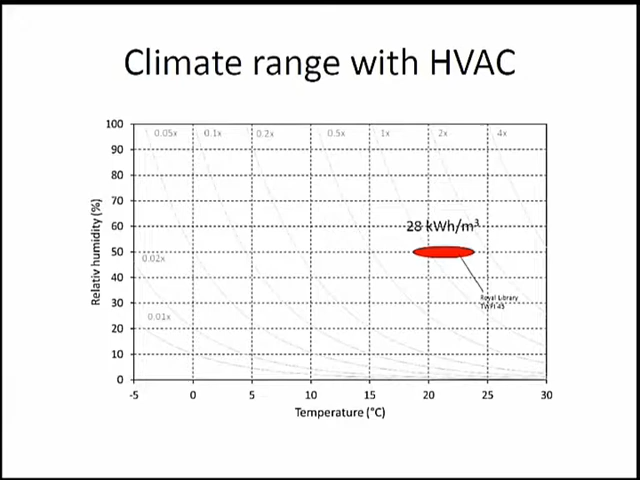 Climate range with HVAC
100
90
80
70
60
50
40
30
20
10
0
Relativ humidity (%)
0.05x 0.1x 0.2x 0.5x 1x 2x 4x
0.02x
0.01x
28 kWh/m³
Royal Library
-5 0 5 10 15 20 25 30
Temperature (°C)